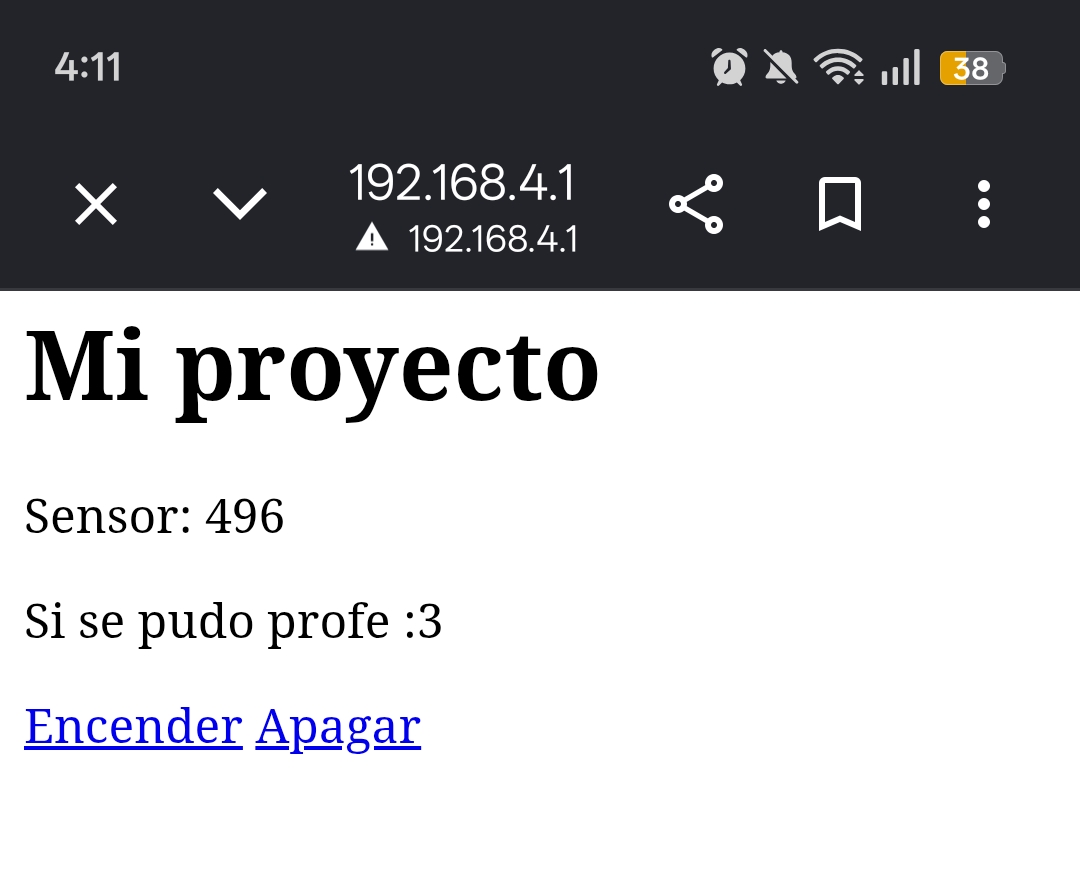 4:11
38
192.168.4.1
192.168.4.1
Mi proyecto
Sensor: 496
Si se pudo profe :3
Encender Apagar